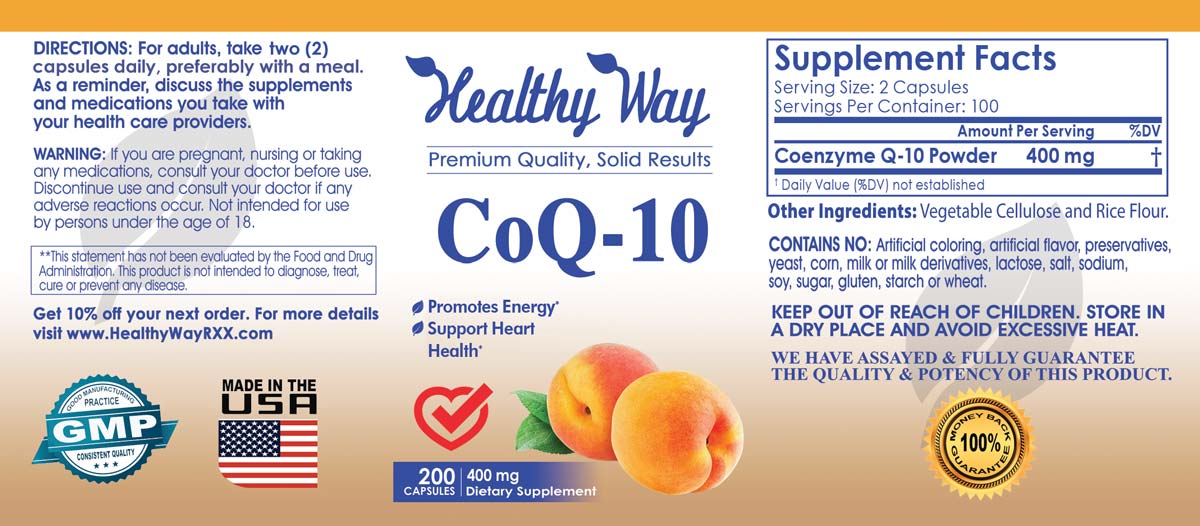 DIRECTIONS: For adults, take two (2)
capsules daily, preferably with a meal.
As a reminder, discuss the supplements
and medications you take with
your health care providers.
WARNING: If you are pregnant, nursing or taking
any medications, consult your doctor before use.
Discontinue use and consult your doctor if any
adverse reactions occur. Not intended for use
by persons under the age of 18.
**This statement has not been evaluated by the Food and Drug
Administration. This product is not intended to diagnose, treat,
cure or prevent any disease.
Get 10% off your next order. For more details
visit www.HealthyWayRXX.com
GOOD MANUFACTURING
PRACTICE
GMP
CONSISTENT QUALITY
MADE IN THE
USA
Healthy Way
Premium Quality, Solid Results
CoQ-10
Promotes Energy*
Support Heart
Health*
200
CAPSULES
400 mg
Dietary Supplement
Supplement Facts
Serving Size: 2 Capsules
Servings Per Container: 100
Amount Per Serving %DV
Coenzyme Q-10 Powder 400 mg †
† Daily Value (%DV) not established
Other Ingredients: Vegetable Cellulose and Rice Flour.
CONTAINS NO: Artificial coloring, artificial flavor, preservatives,
yeast, corn, milk or milk derivatives, lactose, salt, sodium,
soy, sugar, gluten, starch or wheat.
KEEP OUT OF REACH OF CHILDREN. STORE IN
A DRY PLACE AND AVOID EXCESSIVE HEAT.
WE HAVE ASSAYED & FULLY GUARANTEE
THE QUALITY & POTENCY OF THIS PRODUCT.
MONEY BACK
100%
GUARANTEE